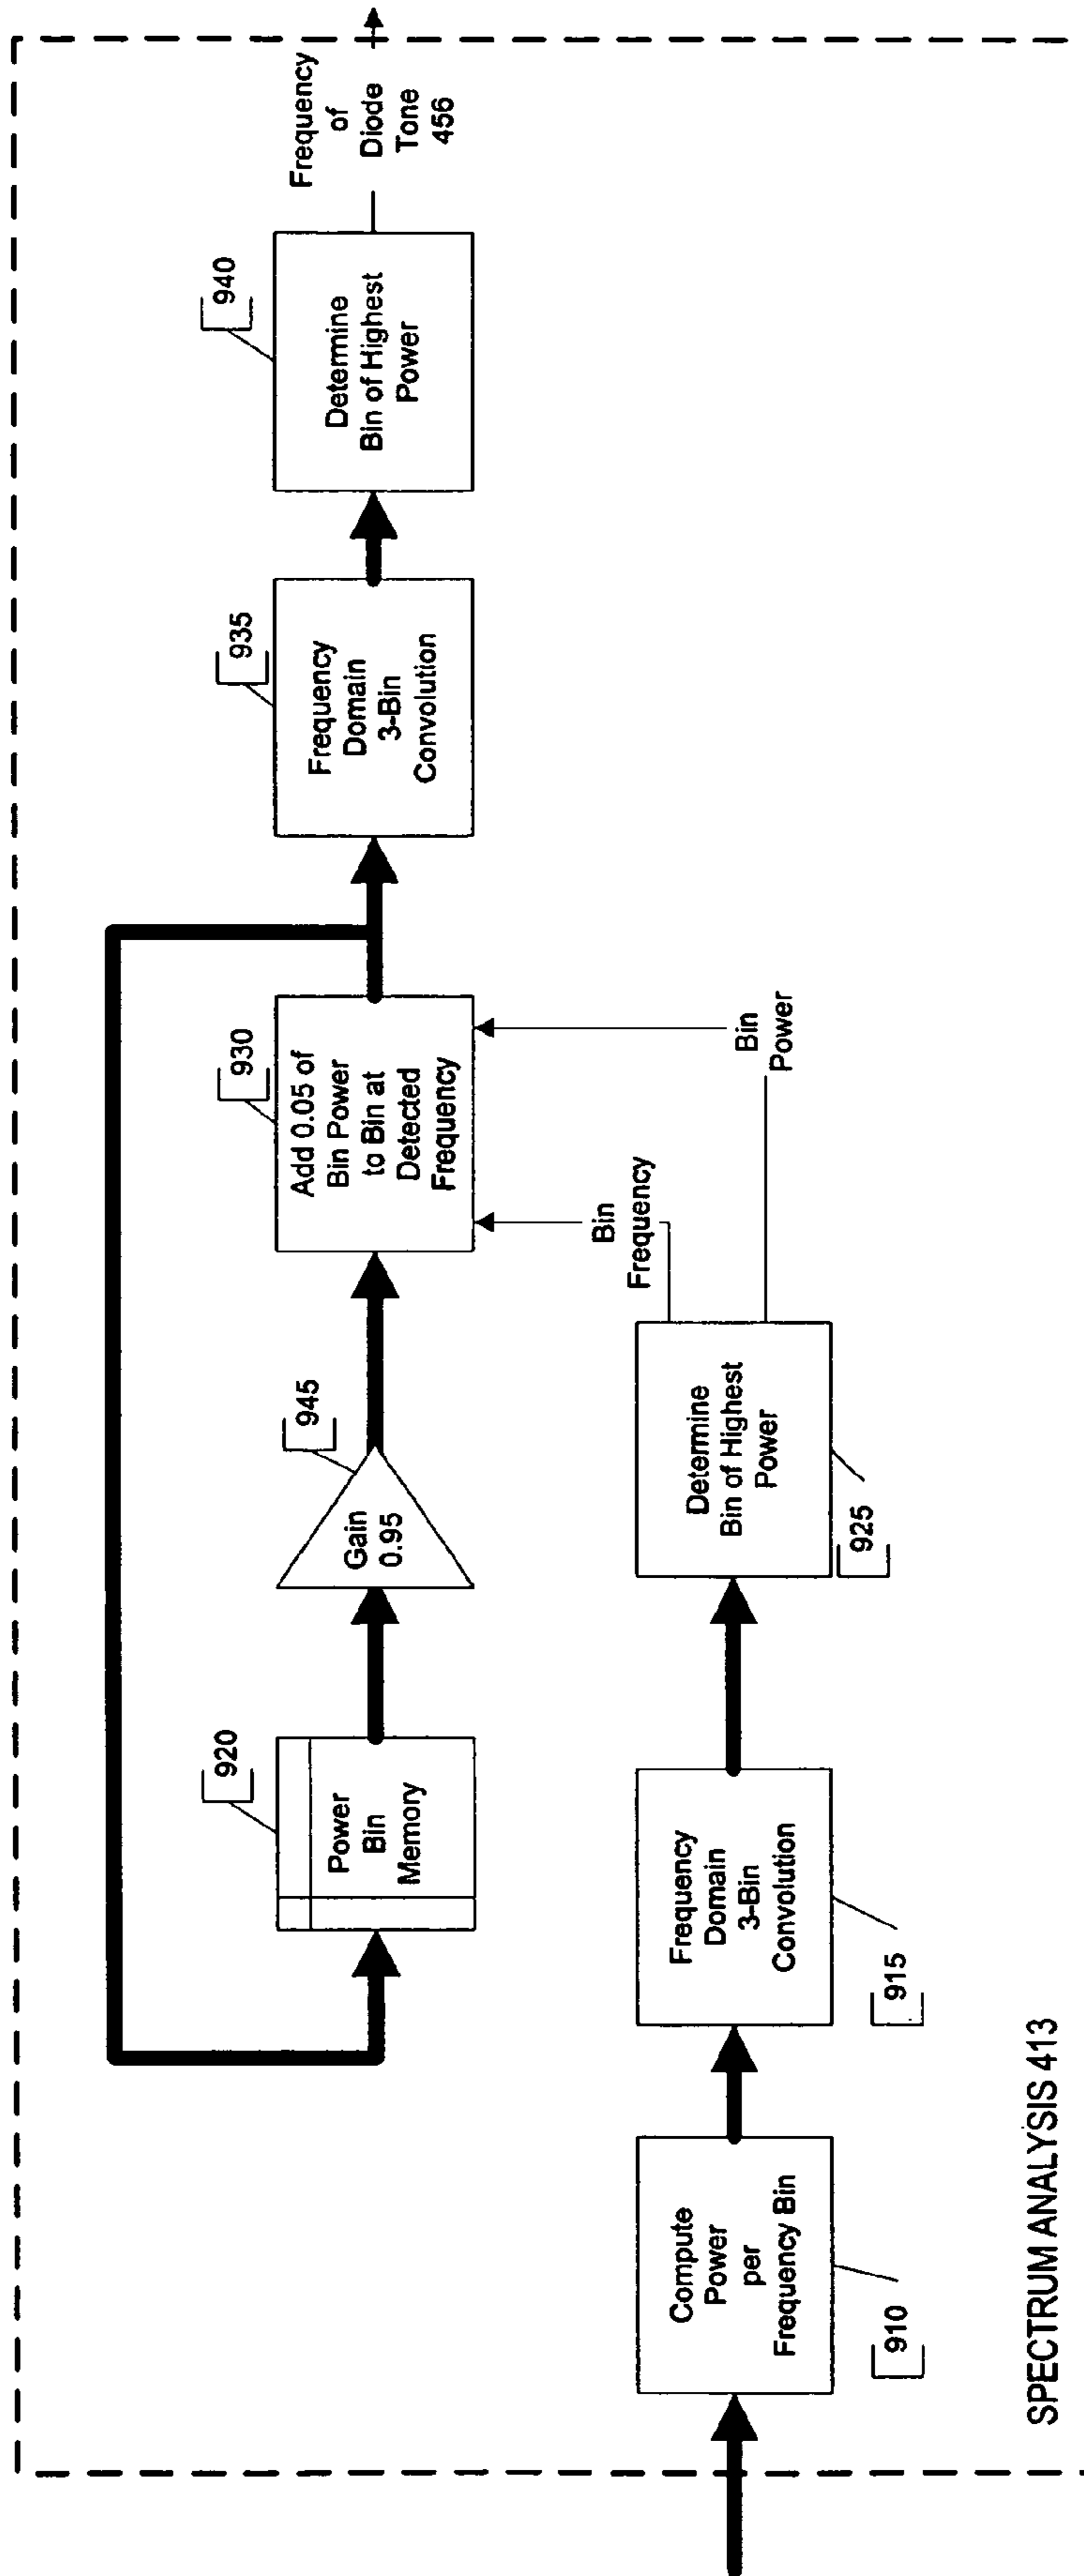 920
Power
Bin
Memory
945
Gain
0.95
930
Add 0.05 of
Bin Power
to Bin at
Detected
Frequency
935
Frequency
Domain
3-Bin
Convolution
940
Determine
Bin of Highest
Power
Frequency
of
Diode
Tone
456
Compute
Power
per
Frequency Bin
910
Frequency
Domain
3-Bin
Convolution
915
Determine
Bin of Highest
Power
925
Bin
Frequency
Bin
Power
SPECTRUM ANALYSIS 413